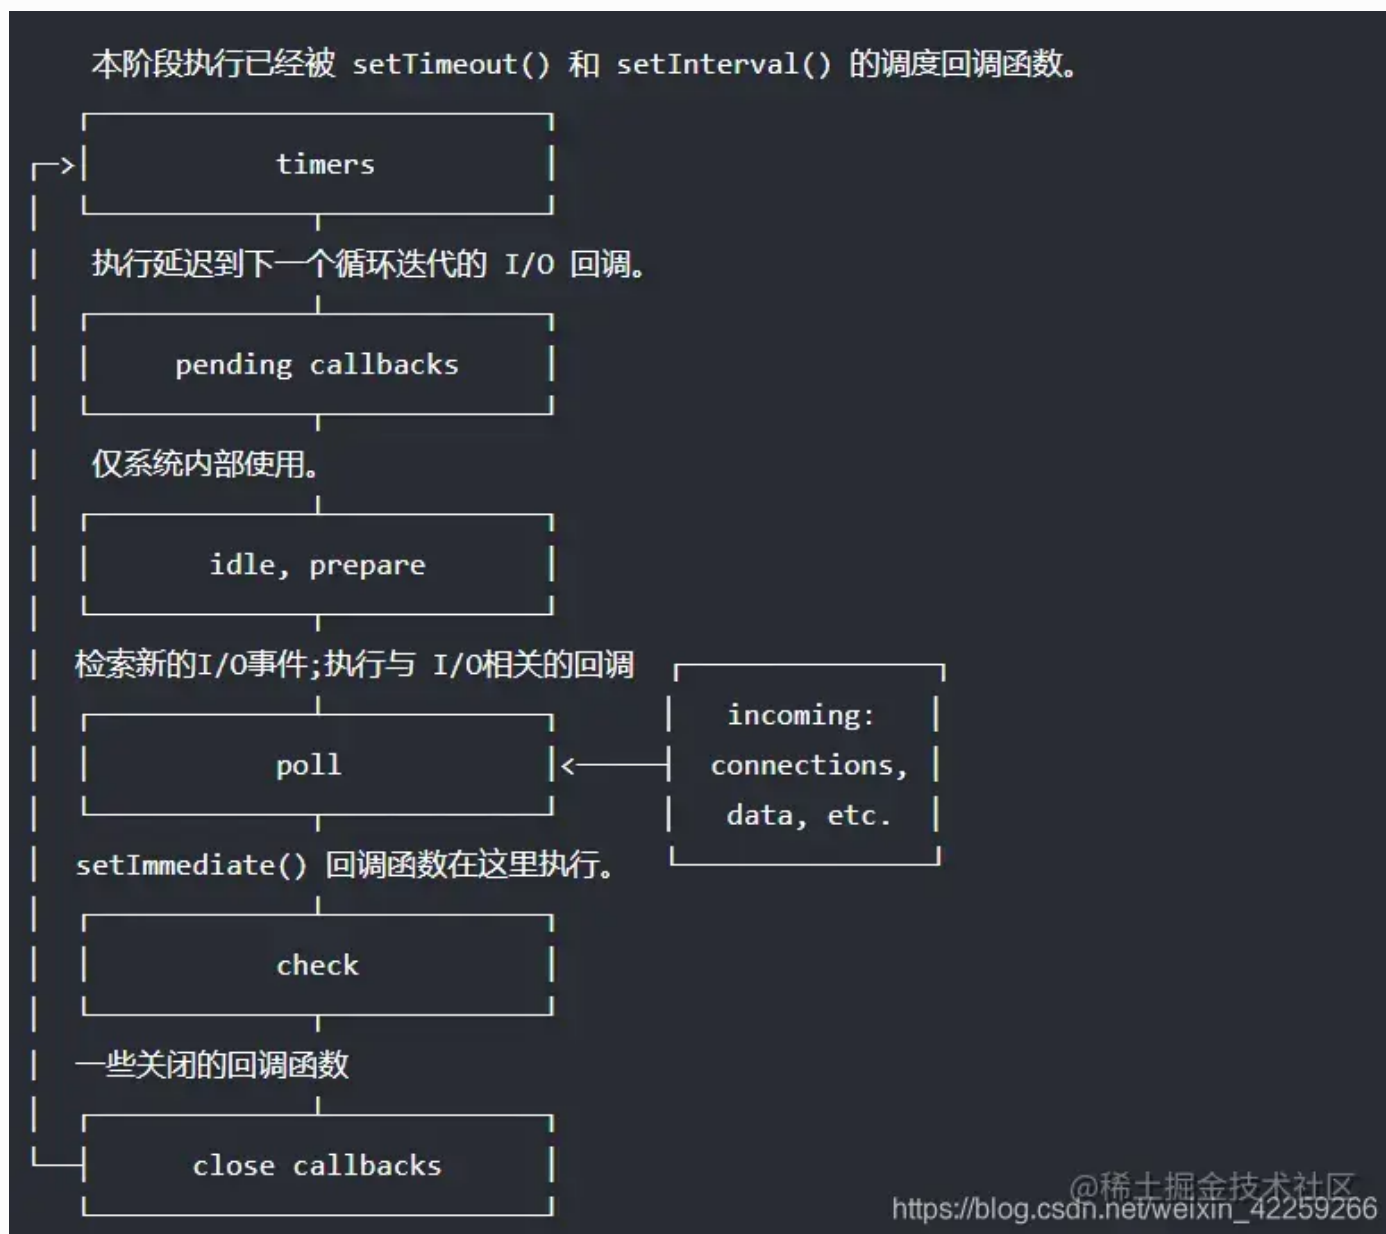 本阶段执行已经被 setTimeout() 和 setInterval() 的调度回调函数。
timers
执行延迟到下一个循环迭代的 I/O 回调。
pending callbacks
仅系统内部使用。
idle, prepare
检索新的I/O事件;执行与 I/O相关的回调
incoming:
poll
connections,
data, etc.
setImmediate() 回调函数在这里执行。
check
一些关闭的回调函数
close callbacks
@稀土掘金技术社区
https://blog.csdn.net/weixin_42259266